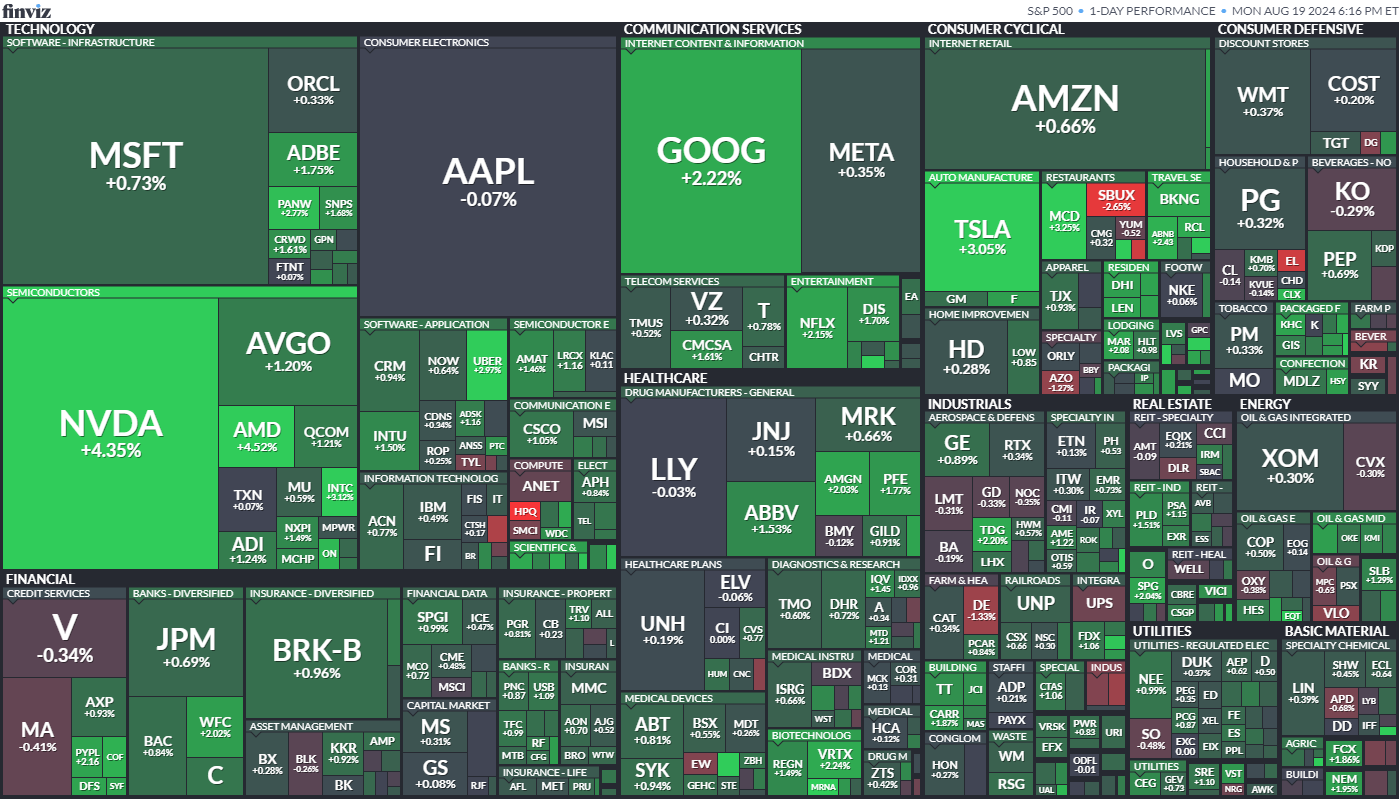 finviz
S&P 500 • 1-DAY PERFORMANCE • MON AUG 19 2024 6:16 PM ET
TECHNOLOGY
SOFTWARE - INFRASTRUCTURE
MSFT
+0.73%
ORCL
+0.33%
ADBE
+1.75%
PANW
+2.77%
SNPS
+1.68%
CRWD
+1.61%
GPN
FTNT
+0.07%
CONSUMER ELECTRONICS
AAPL
-0.07%
SEMICONDUCTORS
NVDA
+4.35%
AVGO
+1.20%
AMD
+4.52%
QCOM
+1.21%
TXN
+0.07%
MU
+0.59%
INTC
+3.12%
ADI
+1.24%
NXPI
+1.49%
MPWR
MCHP
ON
SOFTWARE - APPLICATION
CRM
+0.94%
NOW
+0.64%
UBER
+2.97%
INTU
+1.50%
CDNS
+0.34%
ADSK
+1.16
ROP
+0.25%
ANSS
PTC
TYL
SEMICONDUCTOR E
AMAT
+1.46%
LRCX
+1.16
KLAC
+0.11
COMMUNICATION E
CSCO
+1.05%
MSI
INFORMATION TECHNOLOG
ACN
+0.77%
IBM
+0.49%
FIS
IT
FI
CTSH
+1.17
BR
COMPUTE
ANET
HPQ
SMCI
WDC
ELECT
APH
+0.84%
TEL
SCIENTIFIC &
COMMUNICATION SERVICES
INTERNET CONTENT & INFORMATION
GOOG
+2.22%
META
+0.35%
TELECOM SERVICES
TMUS
+0.52%
VZ
+0.32%
T
+0.78%
CMCSA
+1.61%
CHTR
ENTERTAINMENT
NFLX
+2.15%
DIS
+1.70%
EA
CONSUMER CYCLICAL
INTERNET RETAIL
AMZN
+0.66%
AUTO MANUFACTURE
TSLA
+3.05%
GM
F
RESTAURANTS
MCD
+3.25%
SBUX
-2.65%
CMG
+0.32
YUM
-0.52
TRAVEL SE
BKNG
ABNB
+2.43
RCL
HOME IMPROVEMEN
HD
+0.28%
LOW
+0.85
APPAREL
TJX
+0.93%
RESIDEN
DHI
LEN
FOOTW
NKE
+0.06%
SPECIALTY
ORLY
AZO
-1.27%
BBY
LODGING
MAR
+2.08
HLT
+0.98
LVS
GPC
PACKAGI
IP
CONSUMER DEFENSIVE
DISCOUNT STORES
WMT
+0.37%
COST
+0.20%
TGT
DG
HOUSEHOLD & P
PG
+0.32%
CL
-0.14
KMB
+0.70%
EL
KVUE
-0.14%
CHD
CLX
BEVERAGES - NO
KO
-0.29%
PEP
+0.69%
KDP
TOBACCO
PM
+0.33%
MO
PACKAGED F
KHC
K
GIS
FARM P
BEVER
CONFECTION
MDLZ
HSY
KR
SYY
HEALTHCARE
DRUG MANUFACTURERS - GENERAL
LLY
-0.03%
JNJ
+0.15%
MRK
+0.66%
ABBV
+1.53%
AMGN
+2.03%
PFE
+1.77%
BMY
-0.12%
GILD
+0.91%
HEALTHCARE PLANS
UNH
+0.19%
ELV
-0.06%
CI
0.00%
CVS
+0.77
HUM
CNC
DIAGNOSTICS & RESEARCH
TMO
+0.60%
DHR
+0.72%
IQV
+1.45
IDXX
+0.96
A
+0.34
MTD
+1.21
MEDICAL DEVICES
ABT
+0.81%
BSX
+0.55%
MDT
+0.26%
SYK
+0.94%
EW
ZBH
GEHC
STE
MEDICAL INSTRU
ISRG
+1.66%
BDX
WST
MEDICAL
MCK
+0.13
COR
+0.31
MEDICAL
HCA
+0.12%
BIOTECHNOLOG
REGN
+1.49%
VRTX
+2.24%
MRNA
DRUG M
ZTS
+0.42%
FINANCIAL
CREDIT SERVICES
V
-0.34%
MA
-0.41%
AXP
+0.93%
PYPL
+2.16
COF
DFS
SYF
BANKS - DIVERSIFIED
JPM
+0.69%
BAC
+0.84%
WFC
+2.02%
C
INSURANCE - DIVERSIFIED
BRK-B
+0.96%
ASSET MANAGEMENT
BX
+0.28%
BLK
-0.26%
KKR
+0.92%
AMP
BK
FINANCIAL DATA
SPGI
+0.99%
ICE
+0.47%
MCO
+0.72
CME
+0.48%
MSCI
CAPITAL MARKET
MS
+0.31%
GS
+0.08%
RJF
INSURANCE - PROPERT
PGR
+0.81%
CB
+0.23
TRV
+1.10
ALL
L
BANKS - R
PNC
+0.87
USB
+1.09
TFC
+0.99
RF
MTB
CFG
INSURAN
MMC
AON
+0.70
AJG
+0.52
BRO
WTW
INSURANCE - LIFE
AFL
MET
PRU
INDUSTRIALS
AEROSPACE & DEFENS
GE
+0.89%
RTX
+0.34%
LMT
-0.31%
GD
-0.33%
NOC
-0.35%
BA
-0.19%
TDG
+2.20%
HWM
+0.57%
LHX
SPECIALTY IN
ETN
+0.13%
PH
+0.53
ITW
+0.30%
EMR
+0.73%
CMI
-0.11
IR
-0.07
XYL
AME
+1.22
ROK
OTIS
+0.59
FARM & HEA
CAT
+0.34%
DE
-1.33%
PCAR
+0.84%
RAILROADS
UNP
CSX
+0.66
NSC
+0.30
INTEGRA
UPS
FDX
+1.06
BUILDING
TT
JCI
CARR
+1.87%
MAS
STAFFI
ADP
+0.21%
PAYX
SPECIAL
CTAS
+1.06
INDUS
CONGLOM
HON
+0.27%
WASTE
WM
RSG
VRSK
PWR
+0.83
URI
EFX
ODFL
-0.01
UAL
REAL ESTATE
REIT - SPECIALTY
AMT
-0.09
EQIX
+0.21%
CCI
DLR
IRM
SBAC
REIT - IND
PLD
+1.51%
PSA
+1.15
EXR
REIT -
AVB
ESS
O
SPG
+2.04%
REIT - HEAL
WELL
CBRE
VICI
CSGP
ENERGY
OIL & GAS INTEGRATED
XOM
+0.30%
CVX
-0.30%
OIL & GAS E
COP
+0.50%
EOG
+0.14
OXY
-0.38%
HES
EQT
OIL & GAS MID
OKE
KMI
OIL & G
MPC
-0.63
PSX
VLO
SLB
+1.29%
UTILITIES
UTILITIES - REGULATED ELEC
NEE
+0.99%
DUK
+0.37%
AEP
+0.62
D
+0.50
SO
-0.48%
PEG
+0.35
ED
PCG
+0.87
XEL
FE
EXC
0.00
EIX
ES
PPL
UTILITIES
CEG
GEV
+0.73
SRE
+1.10
VST
NRG
AWK
BASIC MATERIAL
SPECIALTY CHEMICAL
LIN
+0.39%
SHW
+0.45%
ECL
+0.64
APD
-0.68%
LYB
DD
IFF
AGRIC
FCX
+1.86%
BUILDI
NEM
+1.95%